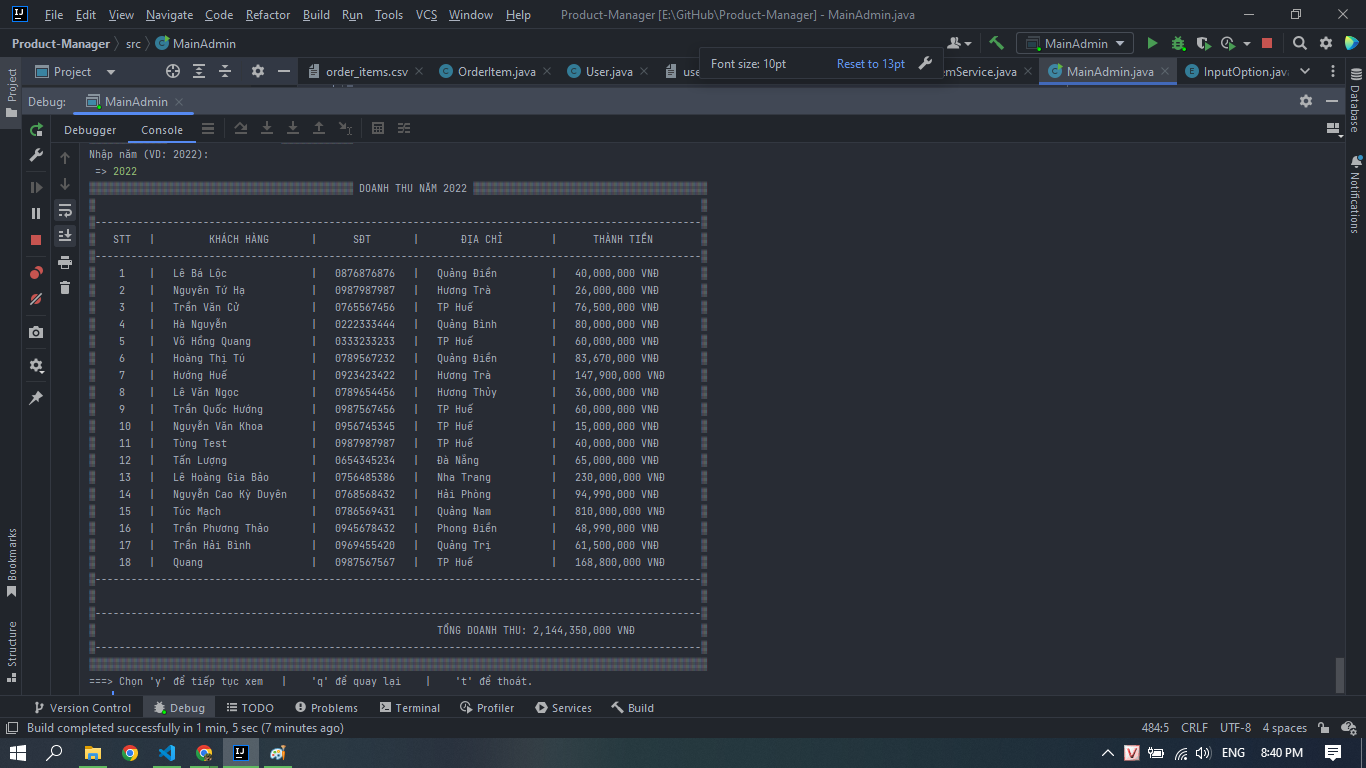 File Edit View Navigate Code Refactor Build Run Tools VCS Window Help Product-Manager [E:\GitHub\Product-Manager] - MainAdmin.java
Product-Manager src MainAdmin MainAdmin
Font size: 10pt Reset to 13pt
Project order_items.csv OrderItem.java User.java use emService.java MainAdmin.java InputOption.jav
Debug: MainAdmin
Debugger Console
Nhập năm (VD: 2022):
=> 2022
DOANH THU NĂM 2022
STT | KHÁCH HÀNG | SĐT | ĐỊA CHỈ | THÀNH TIỀN
1 | Lê Bá Lộc | 0876876876 | Quảng Điền | 40,000,000 VNĐ
2 | Nguyên Tứ Hạ | 0987987987 | Hương Trà | 26,000,000 VNĐ
3 | Trần Văn Cử | 0765567456 | TP Huế | 76,500,000 VNĐ
4 | Hà Nguyễn | 0222333444 | Quảng Bình | 80,000,000 VNĐ
5 | Võ Hồng Quang | 0333233233 | TP Huế | 60,000,000 VNĐ
6 | Hoàng Thị Tú | 0789567232 | Quảng Điền | 83,670,000 VNĐ
7 | Hướng Huế | 0923423422 | Hương Trà | 147,900,000 VNĐ
8 | Lê Văn Ngọc | 0789654456 | Hương Thủy | 36,000,000 VNĐ
9 | Trần Quốc Hưởng | 0987567456 | TP Huế | 60,000,000 VNĐ
10 | Nguyễn Văn Khoa | 0956745345 | TP Huế | 15,000,000 VNĐ
11 | Tùng Test | 0987987987 | TP Huế | 40,000,000 VNĐ
12 | Tấn Lượng | 0654345234 | Đà Nẵng | 65,000,000 VNĐ
13 | Lê Hoàng Gia Bảo | 0756485386 | Nha Trang | 230,000,000 VNĐ
14 | Nguyễn Cao Kỳ Duyên | 0768568432 | Hải Phòng | 94,990,000 VNĐ
15 | Túc Mạch | 0786569431 | Quảng Nam | 810,000,000 VNĐ
16 | Trần Phương Thảo | 0945678432 | Phong Điền | 48,990,000 VNĐ
17 | Trần Hải Bình | 0969455420 | Quảng Trị | 61,500,000 VNĐ
18 | Quang | 0987567567 | TP Huế | 168,800,000 VNĐ
TỔNG DOANH THU: 2,144,350,000 VNĐ
===> Chọn 'y' để tiếp tục xem | 'q' để quay lại | 't' để thoát.
Project
Bookmarks
Structure
Database
Notifications
Version Control Debug TODO Problems Terminal Profiler Services Build
Build completed successfully in 1 min, 5 sec (7 minutes ago) 484:5 CRLF UTF-8 4 spaces
ENG 8:40 PM